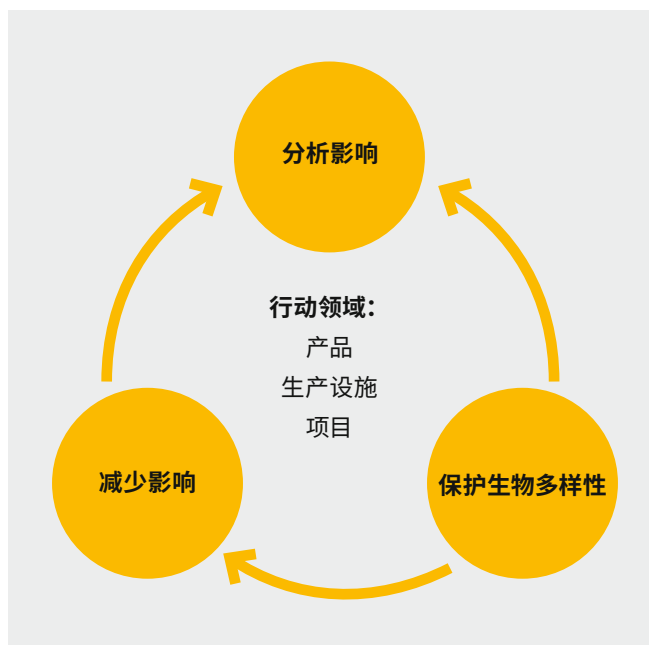 分析影响
行动领域：
产品
生产设施
项目
减少影响
保护生物多样性